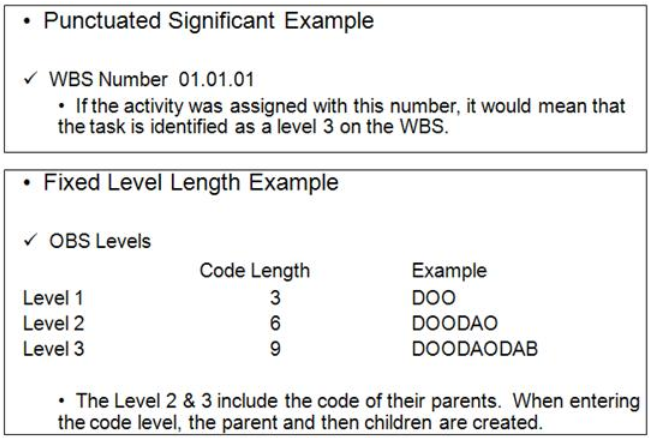 • Punctuated Significant Example
✓ WBS Number 01.01.01
• If the activity was assigned with this number, it would mean that
the task is identified as a level 3 on the WBS.
• Fixed Level Length Example
✓ OBS Levels
Code Length Example
Level 1 3 DOO
Level 2 6 DOODAO
Level 3 9 DOODAODAB
• The Level 2 & 3 include the code of their parents. When entering
the code level, the parent and then children are created.